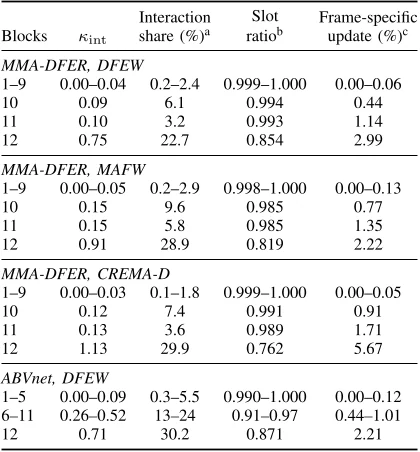 Blocks κint Interaction share (%)a Slot ratiob Frame-specific update (%)c
MMA-DFER, DFEW
1–9 0.00–0.04 0.2–2.4 0.999–1.000 0.00–0.06
10 0.09 6.1 0.994 0.44
11 0.10 3.2 0.993 1.14
12 0.75 22.7 0.854 2.99
MMA-DFER, MAFW
1–9 0.00–0.05 0.2–2.9 0.998–1.000 0.00–0.13
10 0.15 9.6 0.985 0.77
11 0.15 5.8 0.985 1.35
12 0.91 28.9 0.819 2.22
MMA-DFER, CREMA-D
1–9 0.00–0.03 0.1–1.8 0.999–1.000 0.00–0.05
10 0.12 7.4 0.991 0.91
11 0.13 3.6 0.989 1.71
12 1.13 29.9 0.762 5.67
ABVnet, DFEW
1–5 0.00–0.09 0.3–5.5 0.990–1.000 0.00–0.12
6–11 0.26–0.52 13–24 0.91–0.97 0.44–1.01
12 0.71 30.2 0.871 2.21